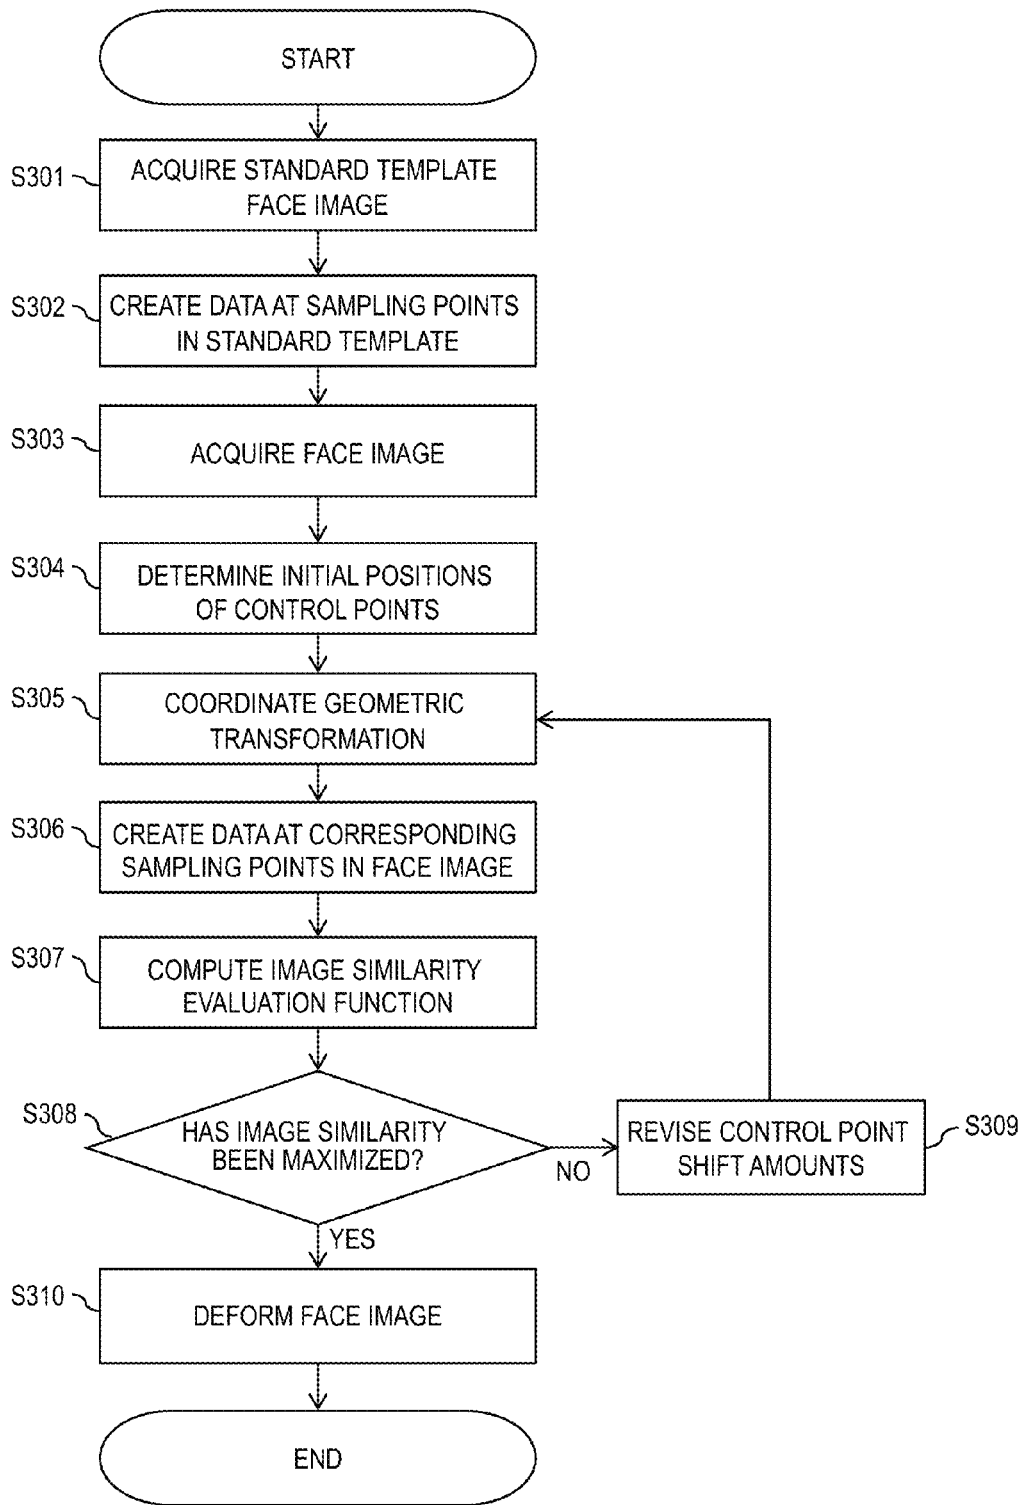 START
S301
ACQUIRE STANDARD TEMPLATE
FACE IMAGE
S302
CREATE DATA AT SAMPLING POINTS
IN STANDARD TEMPLATE
S303
ACQUIRE FACE IMAGE
S304
DETERMINE INITIAL POSITIONS
OF CONTROL POINTS
S305
COORDINATE GEOMETRIC
TRANSFORMATION
S306
CREATE DATA AT CORRESPONDING
SAMPLING POINTS IN FACE IMAGE
S307
COMPUTE IMAGE SIMILARITY
EVALUATION FUNCTION
S308
HAS IMAGE SIMILARITY
BEEN MAXIMIZED?
NO
REVISE CONTROL POINT
SHIFT AMOUNTS
S309
YES
S310
DEFORM FACE IMAGE
END